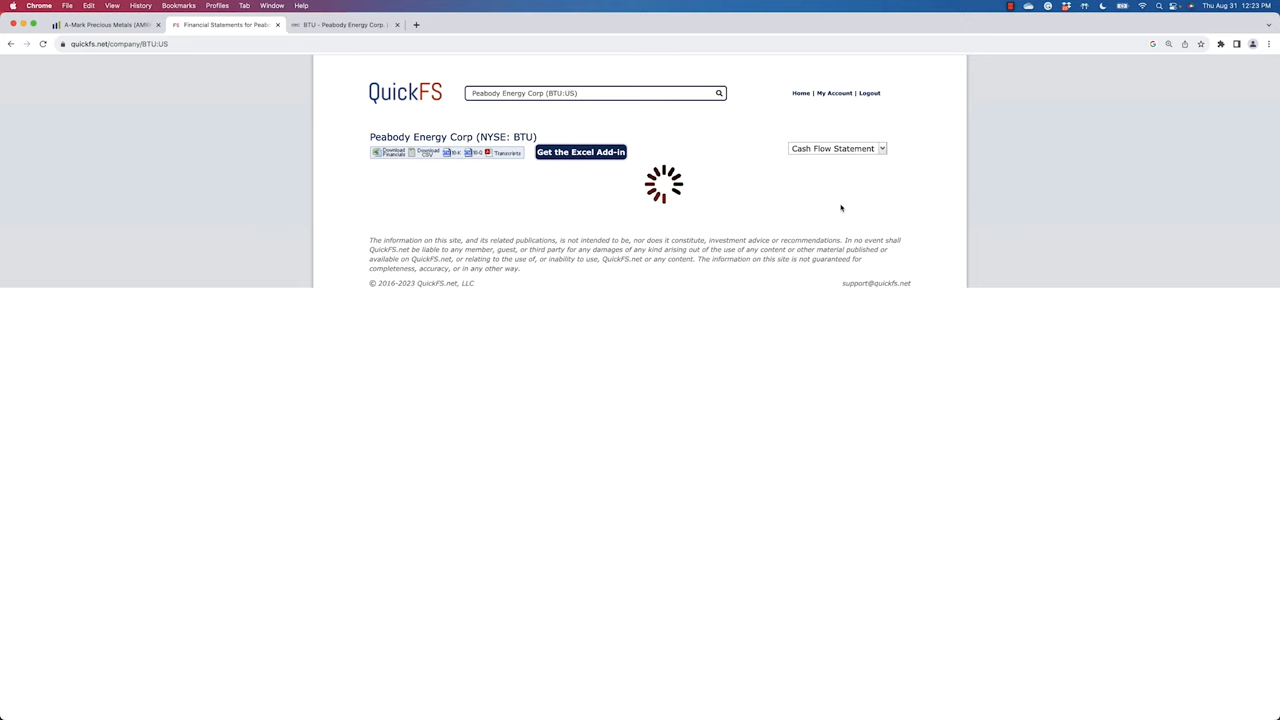 Chrome File Edit View History Bookmarks Profiles Tab Window Help
Thu Aug 31 12:23 PM
A-Mark Precious Metals (AMR
Financial Statements for Peab
BTU - Peabody Energy Corp.
quickfs.net/company/BTU:US
QuickFS
Peabody Energy Corp (BTU:US)
Home | My Account | Logout
Peabody Energy Corp (NYSE: BTU)
Download Financials Download CSV 10-K 10-Q Transcripts
Get the Excel Add-in
Cash Flow Statement
The information on this site, and its related publications, is not intended to be, nor does it constitute, investment advice or recommendations. In no event shall
QuickFS.net be liable to any member, guest, or third party for any damages of any kind arising out of the use of any content or other material published or
available on QuickFS.net, or relating to the use of, or inability to use, QuickFS.net or any content. The information on this site is not guaranteed for
completeness, accuracy, or in any other way.
© 2016-2023 QuickFS.net, LLC
support@quickfs.net